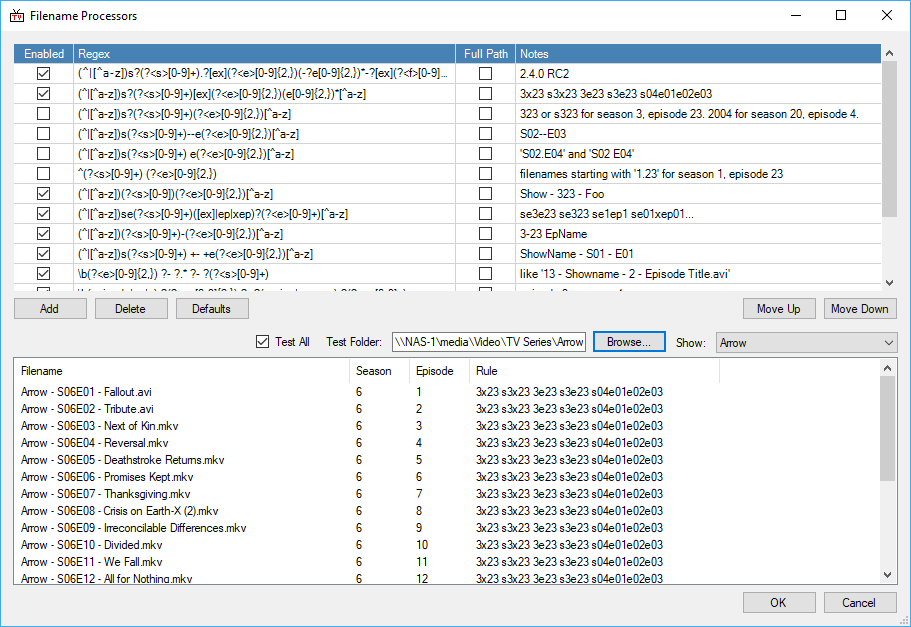 Filename Processors
Enabled Regex Full Path Notes
(^|[^a-z])s?(?<s>[0-9]+).?[ex](?<e>[0-9]{2,})(-?e[0-9]{2,})*-?[ex](?<f>[0-9]... 2.4.0 RC2
(^|[^a-z])s?(?<s>[0-9]+)[ex](?<e>[0-9]{2,})(e[0-9]{2,})*[^a-z] 3x23 s3x23 3e23 s3e23 s04e01e02e03
(^|[^a-z])s?(?<s>[0-9]+)(?<e>[0-9]{2,})[^a-z] 323 or s323 for season 3, episode 23. 2004 for season 20, episode 4.
(^|[^a-z])s(?<s>[0-9]+)--e(?<e>[0-9]{2,})[^a-z] S02--E03
(^|[^a-z])s(?<s>[0-9]+) e(?<e>[0-9]{2,})[^a-z] 'S02.E04' and 'S02 E04'
^(?<s>[0-9]+) (?<e>[0-9]{2,}) filenames starting with '1.23' for season 1, episode 23
(^|[^a-z])(?<s>[0-9])(?<e>[0-9]{2,})[^a-z] Show - 323 - Foo
(^|[^a-z])se(?<s>[0-9]+)([ex]|ep|xep)?(?<e>[0-9]+)[^a-z] se3e23 se323 se1ep1 se01xep01...
(^|[^a-z])(?<s>[0-9]+)-(?<e>[0-9]{2,})[^a-z] 3-23 EpName
(^|[^a-z])s(?<s>[0-9]+) +- +e(?<e>[0-9]{2,})[^a-z] ShowName - S01 - E01
\b(?<e>[0-9]{2,}) ?- ?.* ?- ?(?<s>[0-9]+) like '13 - Showname - 2 - Episode Title.avi'
Add Delete Defaults Move Up Move Down
Test All Test Folder: \\NAS-1\media\Video\TV Series\Arrow Browse... Show: Arrow
Filename Season Episode Rule
Arrow - S06E01 - Fallout.avi 6 1 3x23 s3x23 3e23 s3e23 s04e01e02e03
Arrow - S06E02 - Tribute.avi 6 2 3x23 s3x23 3e23 s3e23 s04e01e02e03
Arrow - S06E03 - Next of Kin.mkv 6 3 3x23 s3x23 3e23 s3e23 s04e01e02e03
Arrow - S06E04 - Reversal.mkv 6 4 3x23 s3x23 3e23 s3e23 s04e01e02e03
Arrow - S06E05 - Deathstroke Returns.mkv 6 5 3x23 s3x23 3e23 s3e23 s04e01e02e03
Arrow - S06E06 - Promises Kept.mkv 6 6 3x23 s3x23 3e23 s3e23 s04e01e02e03
Arrow - S06E07 - Thanksgiving.mkv 6 7 3x23 s3x23 3e23 s3e23 s04e01e02e03
Arrow - S06E08 - Crisis on Earth-X (2).mkv 6 8 3x23 s3x23 3e23 s3e23 s04e01e02e03
Arrow - S06E09 - Irreconcilable Differences.mkv 6 9 3x23 s3x23 3e23 s3e23 s04e01e02e03
Arrow - S06E10 - Divided.mkv 6 10 3x23 s3x23 3e23 s3e23 s04e01e02e03
Arrow - S06E11 - We Fall.mkv 6 11 3x23 s3x23 3e23 s3e23 s04e01e02e03
Arrow - S06E12 - All for Nothing.mkv 6 12 3x23 s3x23 3e23 s3e23 s04e01e02e03
OK Cancel